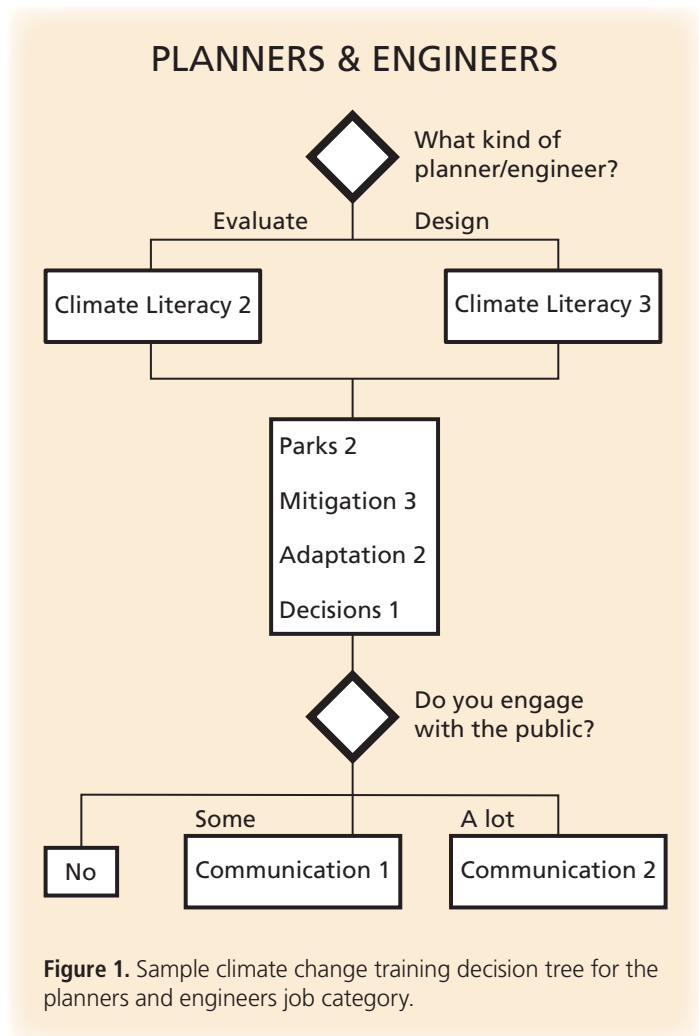 PLANNERS & ENGINEERS
What kind of
planner/engineer?
Evaluate
Design
Climate Literacy 2
Climate Literacy 3
Parks 2
Mitigation 3
Adaptation 2
Decisions 1
Do you engage
with the public?
Some
A lot
No
Communication 1
Communication 2
Figure 1. Sample climate change training decision tree for the
planners and engineers job category.